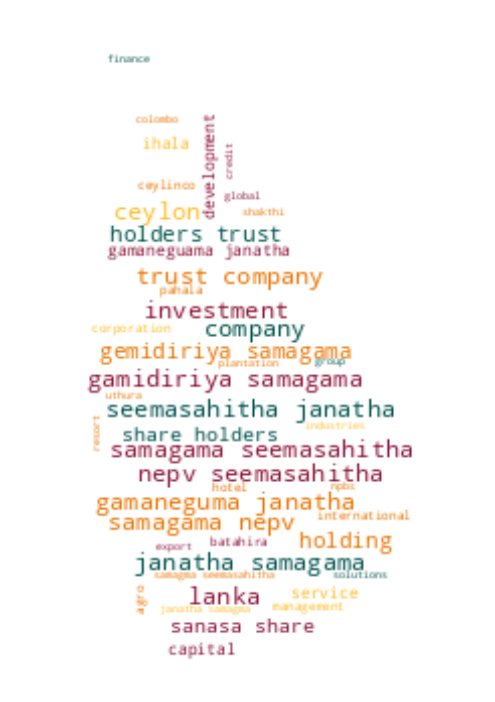 finance
colombo
development
ihala
credit
ceylinco
global
ceylon
shakthi
holders trust
gamaneguama janatha
trust company
pahala
investment
corporation
company
gemidiriya samagama
plantation
group
gamidiriya samagama
uthura
seemasahitha janatha
resort
industries
share holders
samagama seemasahitha
nepv seemasahitha
hotel
npbs
gamaneguma janatha
samagama nepv
international
holding
export
batahira
janatha samagama
samagma seemasahitha
solutions
agro
lanka
service
janatha samagma
management
sanasa share
capital